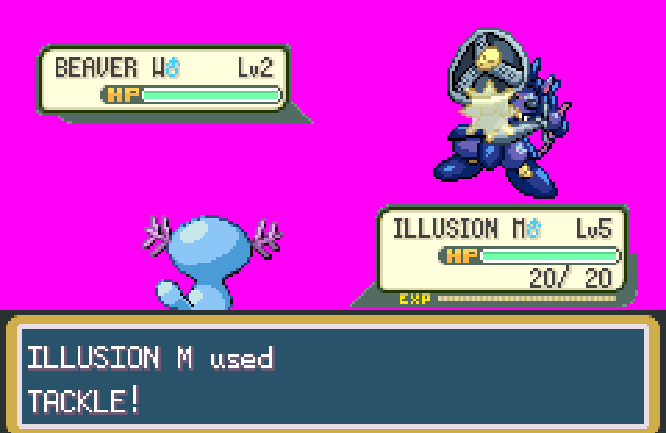 BEAVER W♂ Lv2
HP
ILLUSION M♂ Lv5
HP
20/ 20
EXP
ILLUSION M used
TACKLE!